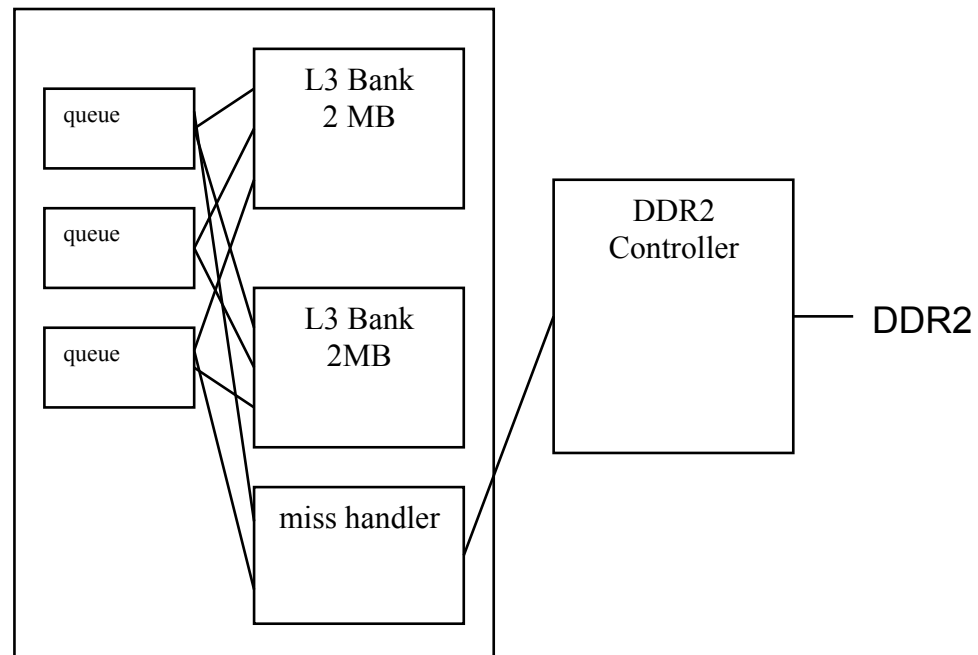 queue
queue
queue
L3 Bank
2 MB
L3 Bank
2MB
miss handler
DDR2
Controller
DDR2